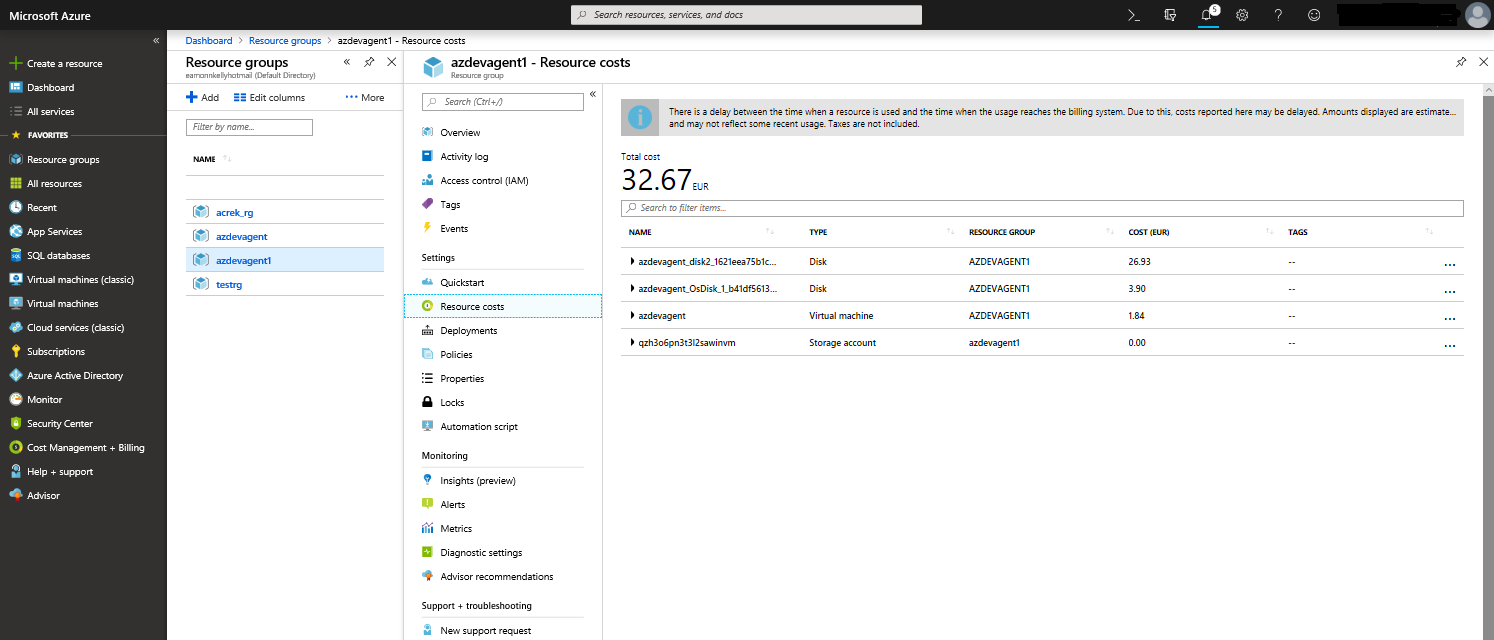 Microsoft Azure
Search resources, services, and docs
5
Create a resource
Dashboard
All services
FAVORITES
Resource groups
All resources
Recent
App Services
SQL databases
Virtual machines (classic)
Virtual machines
Cloud services (classic)
Subscriptions
Azure Active Directory
Monitor
Security Center
Cost Management + Billing
Help + support
Advisor
Dashboard > Resource groups > azdevagent1 - Resource costs
Resource groups
eamonnkellyhotmail (Default Directory)
Add Edit columns ··· More
Filter by name...
NAME
acrek_rg
azdevagent
azdevagent1
testrg
azdevagent1 - Resource costs
Resource group
Search (Ctrl+/)
Overview
Activity log
Access control (IAM)
Tags
Events
Settings
Quickstart
Resource costs
Deployments
Policies
Properties
Locks
Automation script
Monitoring
Insights (preview)
Alerts
Metrics
Diagnostic settings
Advisor recommendations
Support + troubleshooting
New support request
There is a delay between the time when a resource is used and the time when the usage reaches the billing system. Due to this, costs reported here may be delayed. Amounts displayed are estimate...
and may not reflect some recent usage. Taxes are not included.
Total cost
32.67 EUR
Search to filter items...
NAME TYPE RESOURCE GROUP COST (EUR) TAGS
azdevagent_disk2_1621eea75b1c... Disk AZDEVAGENT1 26.93 -- ...
azdevagent_OsDisk_1_b41df5613... Disk AZDEVAGENT1 3.90 -- ...
azdevagent Virtual machine AZDEVAGENT1 1.84 -- ...
qzh3o6pn3t3l2sawinvm Storage account azdevagent1 0.00 -- ...